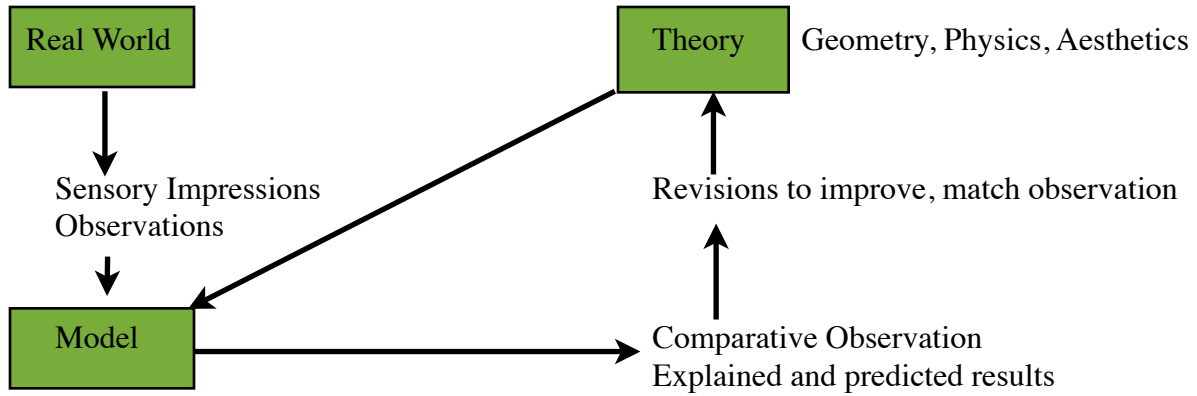 Real World
Theory
Geometry, Physics, Aesthetics
Sensory Impressions
Observations
Revisions to improve, match observation
Model
Comparative Observation
Explained and predicted results